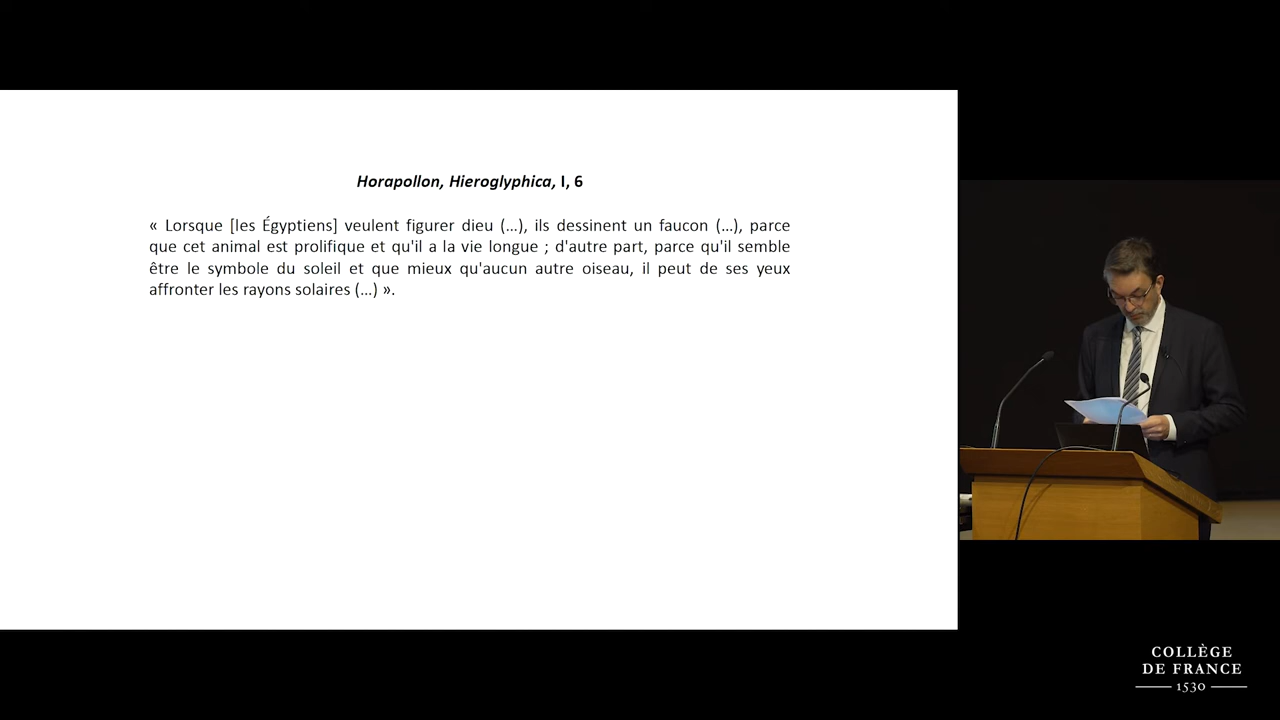 Horapollon, Hieroglyphica, I, 6
« Lorsque [les Égyptiens] veulent figurer dieu (…), ils dessinent un faucon (…), parce
que cet animal est prolifique et qu'il a la vie longue ; d'autre part, parce qu'il semble
être le symbole du soleil et que mieux qu'aucun autre oiseau, il peut de ses yeux
affronter les rayons solaires (…) ».
COLLÈGE
DE FRANCE
1530